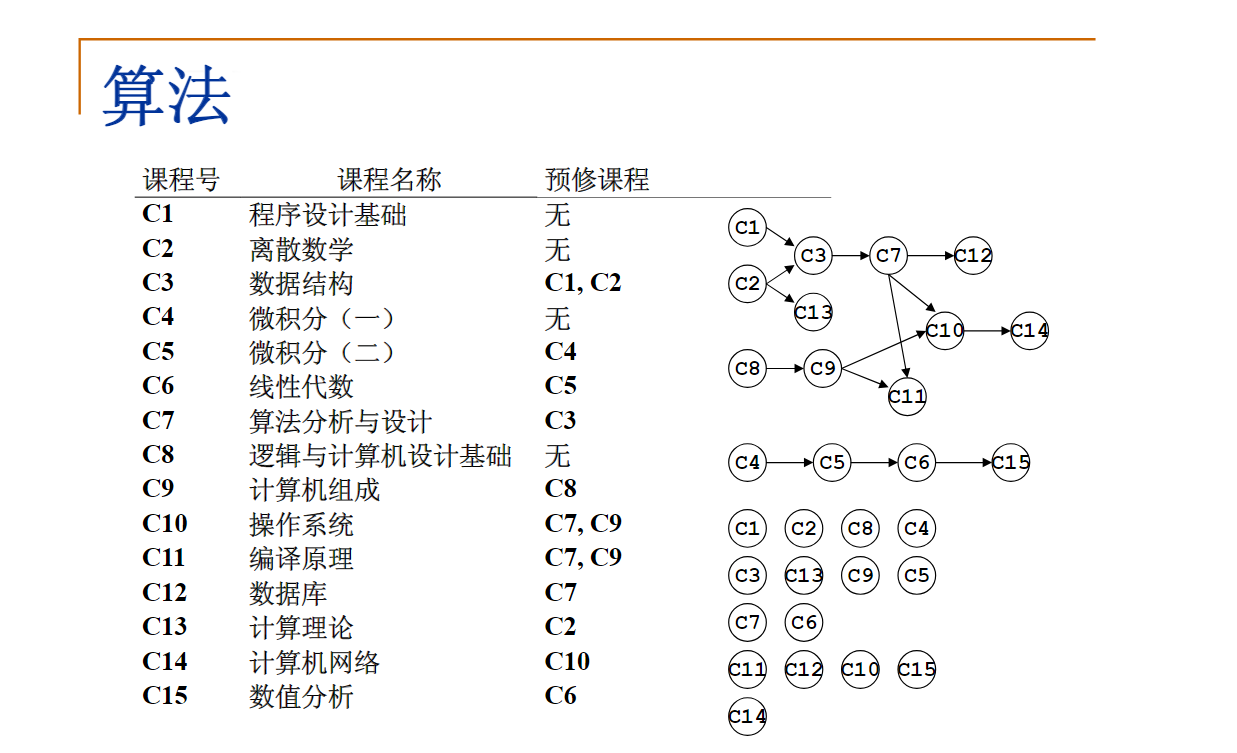 算法
课程号 课程名称 预修课程
C1 程序设计基础 无
C2 离散数学 无
C3 数据结构 C1, C2
C4 微积分（一） 无
C5 微积分（二） C4
C6 线性代数 C5
C7 算法分析与设计 C3
C8 逻辑与计算机设计基础 无
C9 计算机组成 C8
C10 操作系统 C7, C9
C11 编译原理 C7, C9
C12 数据库 C7
C13 计算理论 C2
C14 计算机网络 C10
C15 数值分析 C6
C1
C3 C7 C12
C2
C13
C10 C14
C8 C9
C11
C4 C5 C6 C15
C1 C2 C8 C4
C3 C13 C9 C5
C7 C6
C11 C12 C10 C15
C14